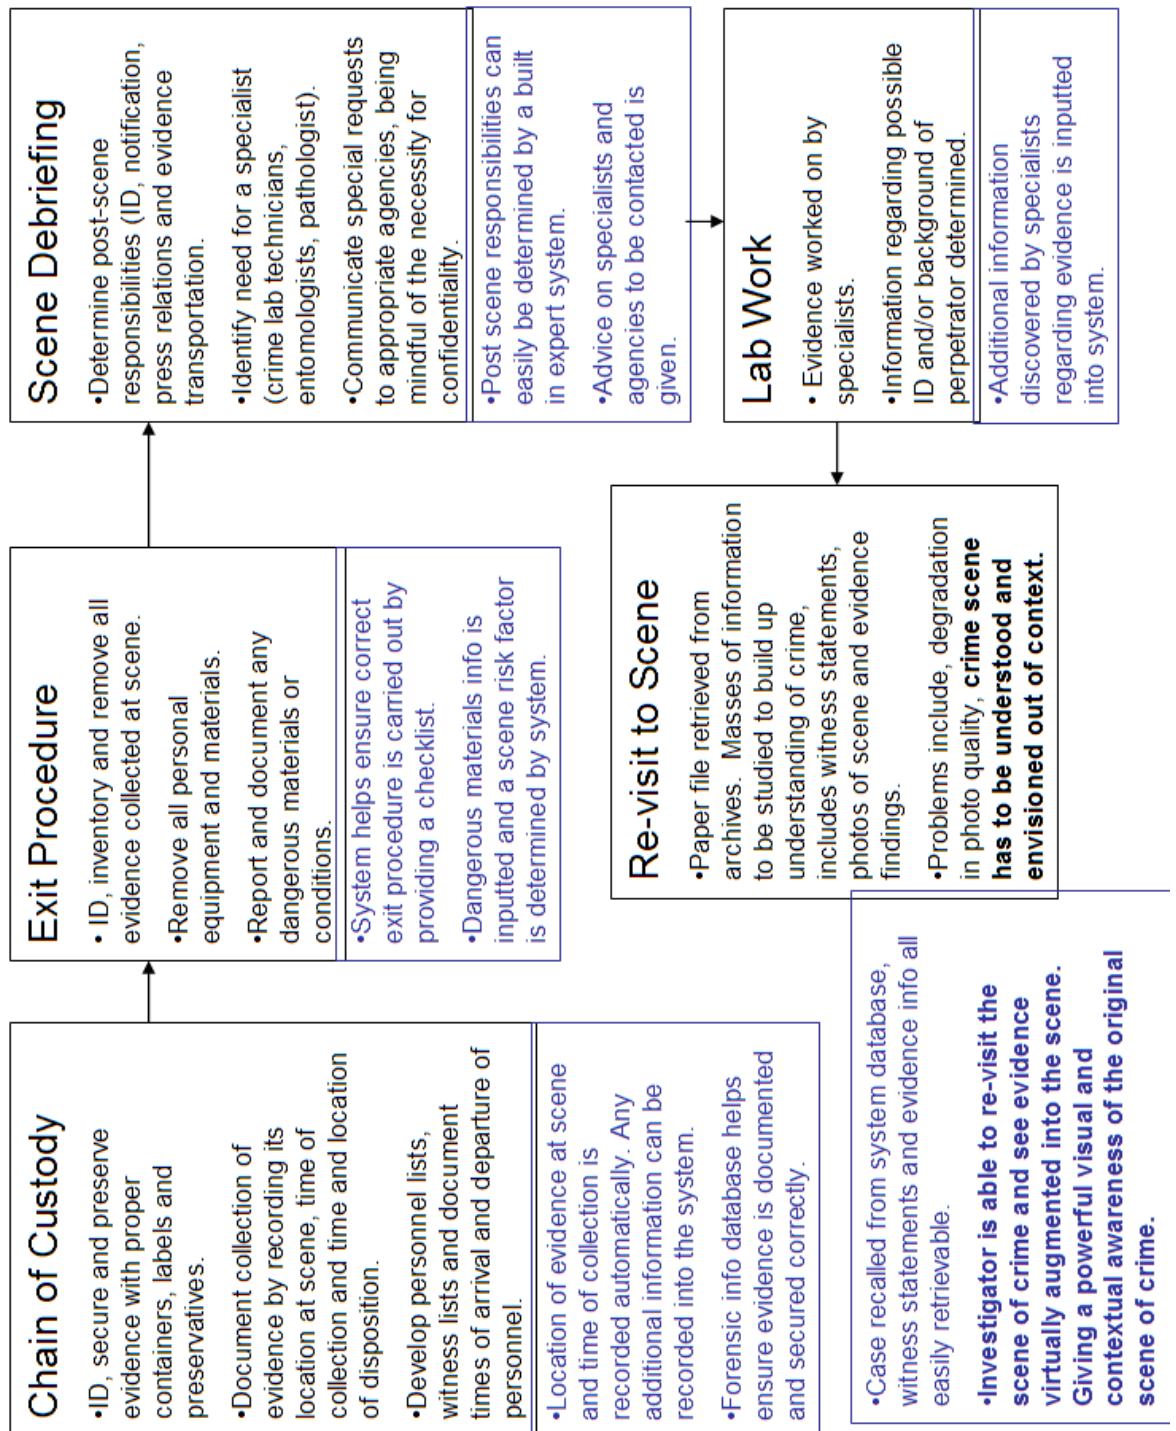 Chain of Custody
•ID, secure and preserve
evidence with proper
containers, labels and
preservatives.
•Document collection of
evidence by recording its
location at scene, time of
collection and time and location
of disposition.
•Develop personnel lists,
witness lists and document
times of arrival and departure of
personnel.
•Location of evidence at scene
and time of collection is
recorded automatically. Any
additional information can be
recorded into the system.
•Forensic info database helps
ensure evidence is documented
and secured correctly.
Exit Procedure
• ID, inventory and remove all
evidence collected at scene.
•Remove all personal
equipment and materials.
•Report and document any
dangerous materials or
conditions.
•System helps ensure correct
exit procedure is carried out by
providing a checklist.
•Dangerous materials info is
inputted and a scene risk factor
is determined by system.
Scene Debriefing
•Determine post-scene
responsibilities (ID, notification,
press relations and evidence
transportation.
•Identify need for a specialist
(crime lab technicians,
entomologists, pathologist).
•Communicate special requests
to appropriate agencies, being
mindful of the necessity for
confidentiality.
•Post scene responsibilities can
easily be determined by a built
in expert system.
•Advice on specialists and
agencies to be contacted is
given.
Lab Work
• Evidence worked on by
specialists.
•Information regarding possible
ID and/or background of
perpetrator determined.
•Additional information
discovered by specialists
regarding evidence is inputted
into system.
Re-visit to Scene
•Paper file retrieved from
archives. Masses of information
to be studied to build up
understanding of crime,
includes witness statements,
photos of scene and evidence
findings.
•Problems include, degradation
in photo quality, crime scene
has to be understood and
envisioned out of context.
•Case recalled from system database,
witness statements and evidence info all
easily retrievable.
•Investigator is able to re-visit the
scene of crime and see evidence
virtually augmented into the scene.
Giving a powerful visual and
contextual awareness of the original
scene of crime.